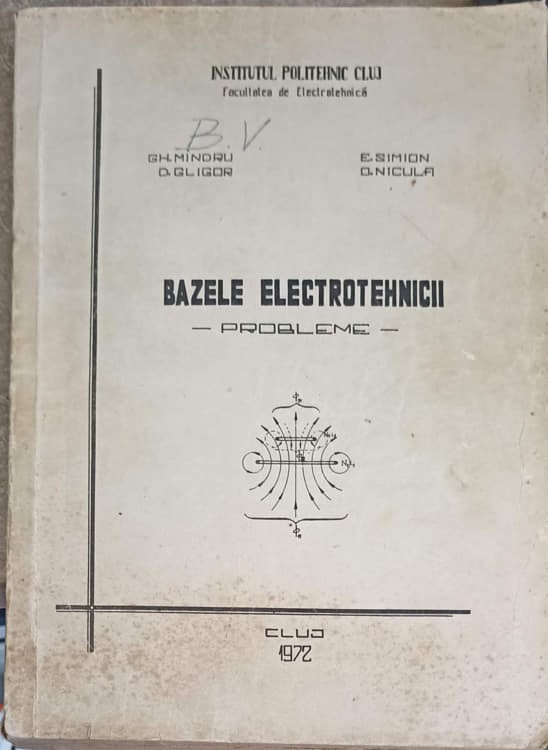 INSTITUTUL POLITEHNIC CLUJ
Facultatea de Electrotehnică
B.V.
GH.MINDRU E.SIMION
D.GLIGOR O.NICULA
BAZELE ELECTROTEHNICII
— PROBLEME —
CLUJ
1972